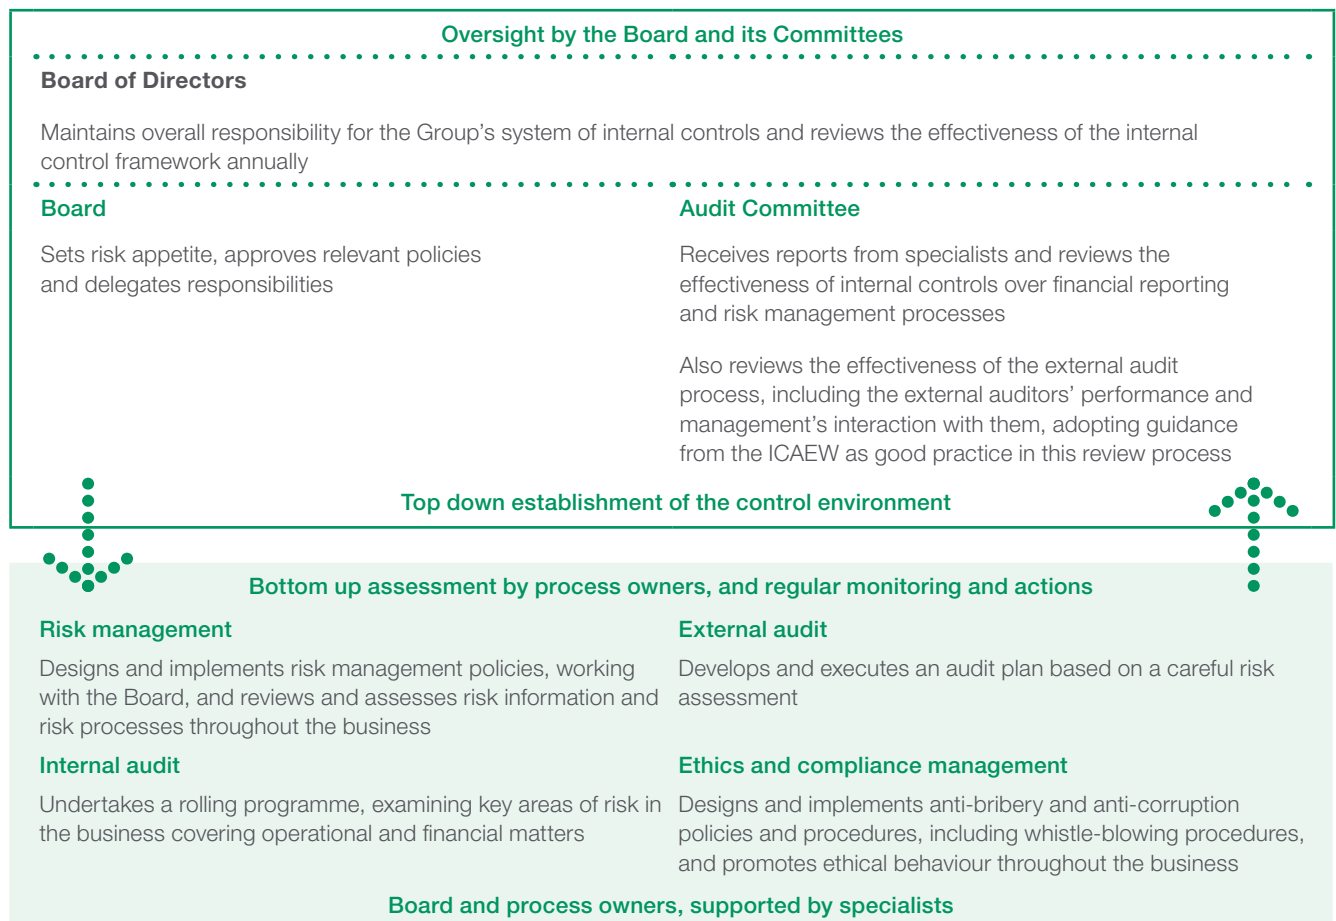 Oversight by the Board and its Committees
Board of Directors
Maintains overall responsibility for the Group’s system of internal controls and reviews the effectiveness of the internal
control framework annually
Board
Sets risk appetite, approves relevant policies
and delegates responsibilities
Audit Committee
Receives reports from specialists and reviews the
effectiveness of internal controls over financial reporting
and risk management processes
Also reviews the effectiveness of the external audit
process, including the external auditors’ performance and
management’s interaction with them, adopting guidance
from the ICAEW as good practice in this review process
Top down establishment of the control environment
Bottom up assessment by process owners, and regular monitoring and actions
Risk management
Designs and implements risk management policies, working
with the Board, and reviews and assesses risk information and
risk processes throughout the business
External audit
Develops and executes an audit plan based on a careful risk
assessment
Internal audit
Undertakes a rolling programme, examining key areas of risk in
the business covering operational and financial matters
Ethics and compliance management
Designs and implements anti-bribery and anti-corruption
policies and procedures, including whistle-blowing procedures,
and promotes ethical behaviour throughout the business
Board and process owners, supported by specialists